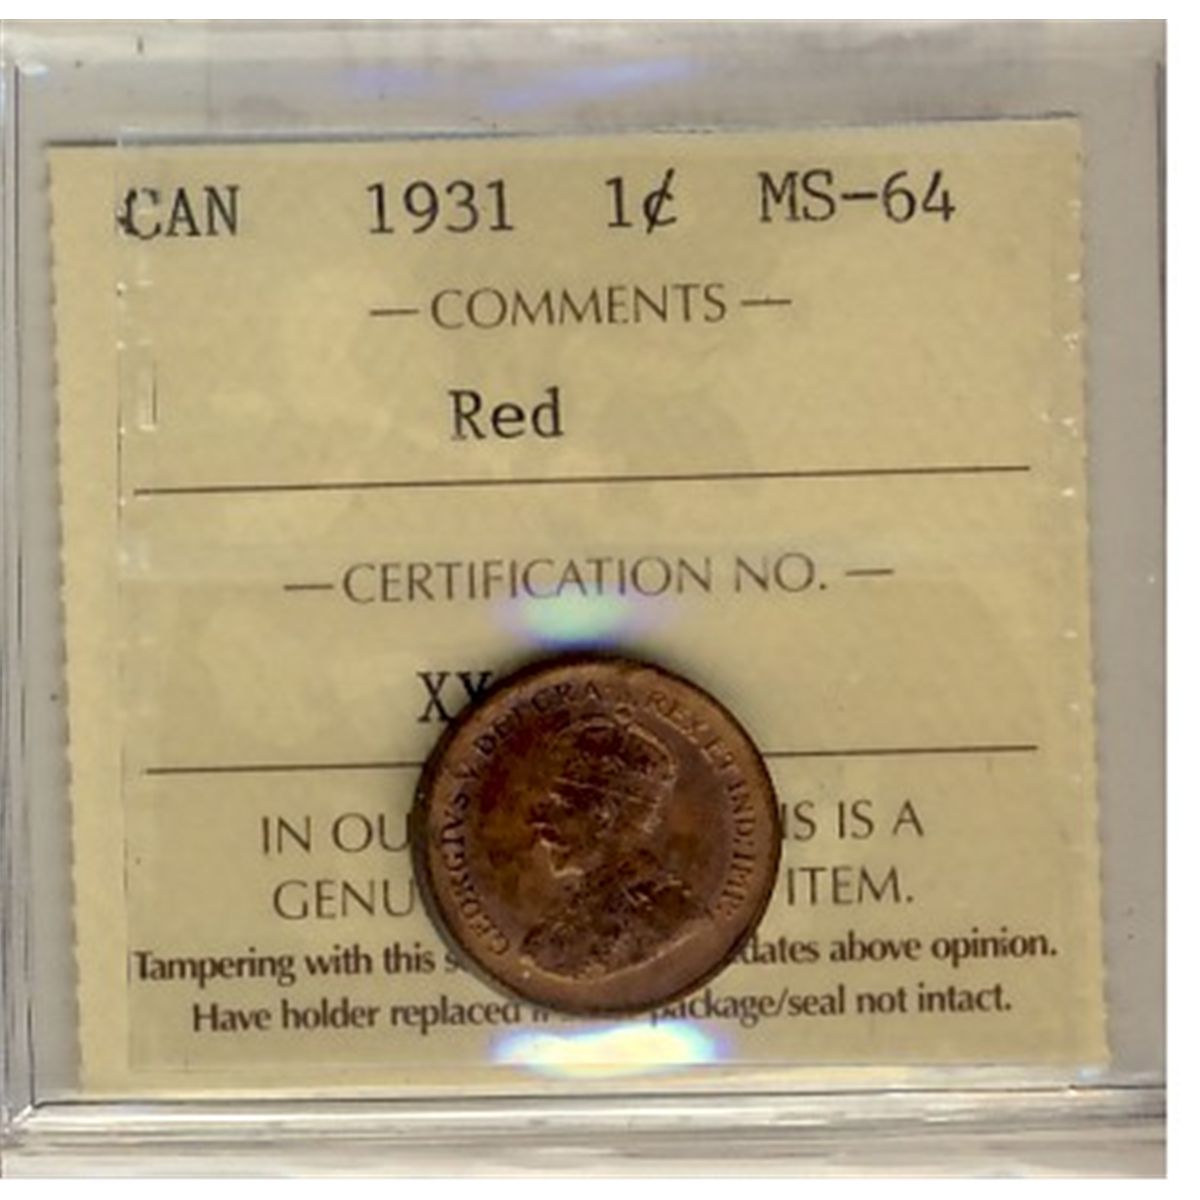 CAN 1931 1¢ MS-64
— COMMENTS —
Red
— CERTIFICATION NO. —
XX
GEORGIVS V DEI GRA: REX ET IND:IMP:
IN OU IS IS A
GENU ITEM.
Tampering with this dates above opinion.
Have holder replaced package/seal not intact.